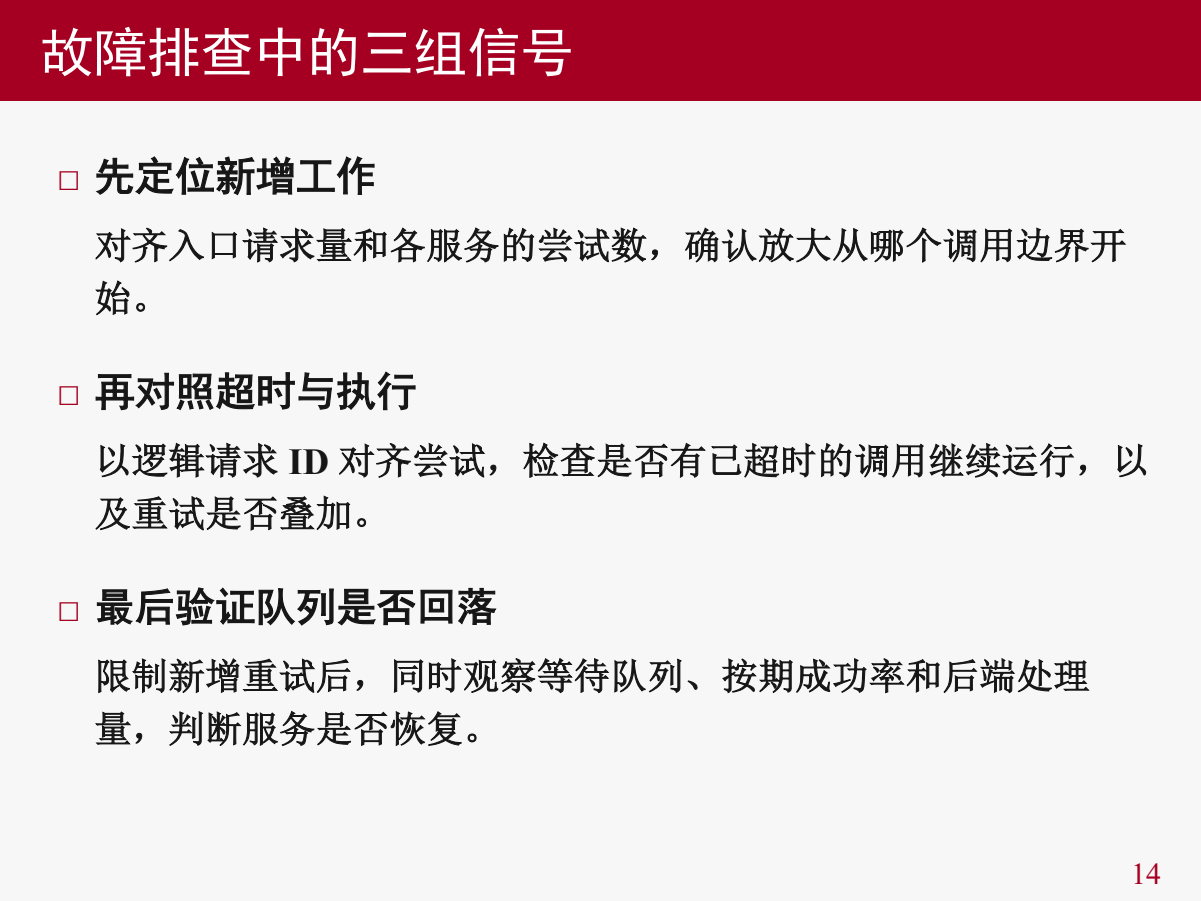 故障排查中的三组信号
□ 先定位新增工作
对齐入口请求量和各服务的尝试数，确认放大从哪个调用边界开
始。
□ 再对照超时与执行
以逻辑请求 ID 对齐尝试，检查是否有已超时的调用继续运行，以
及重试是否叠加。
□ 最后验证队列是否回落
限制新增重试后，同时观察等待队列、按期成功率和后端处理
量，判断服务是否恢复。
14